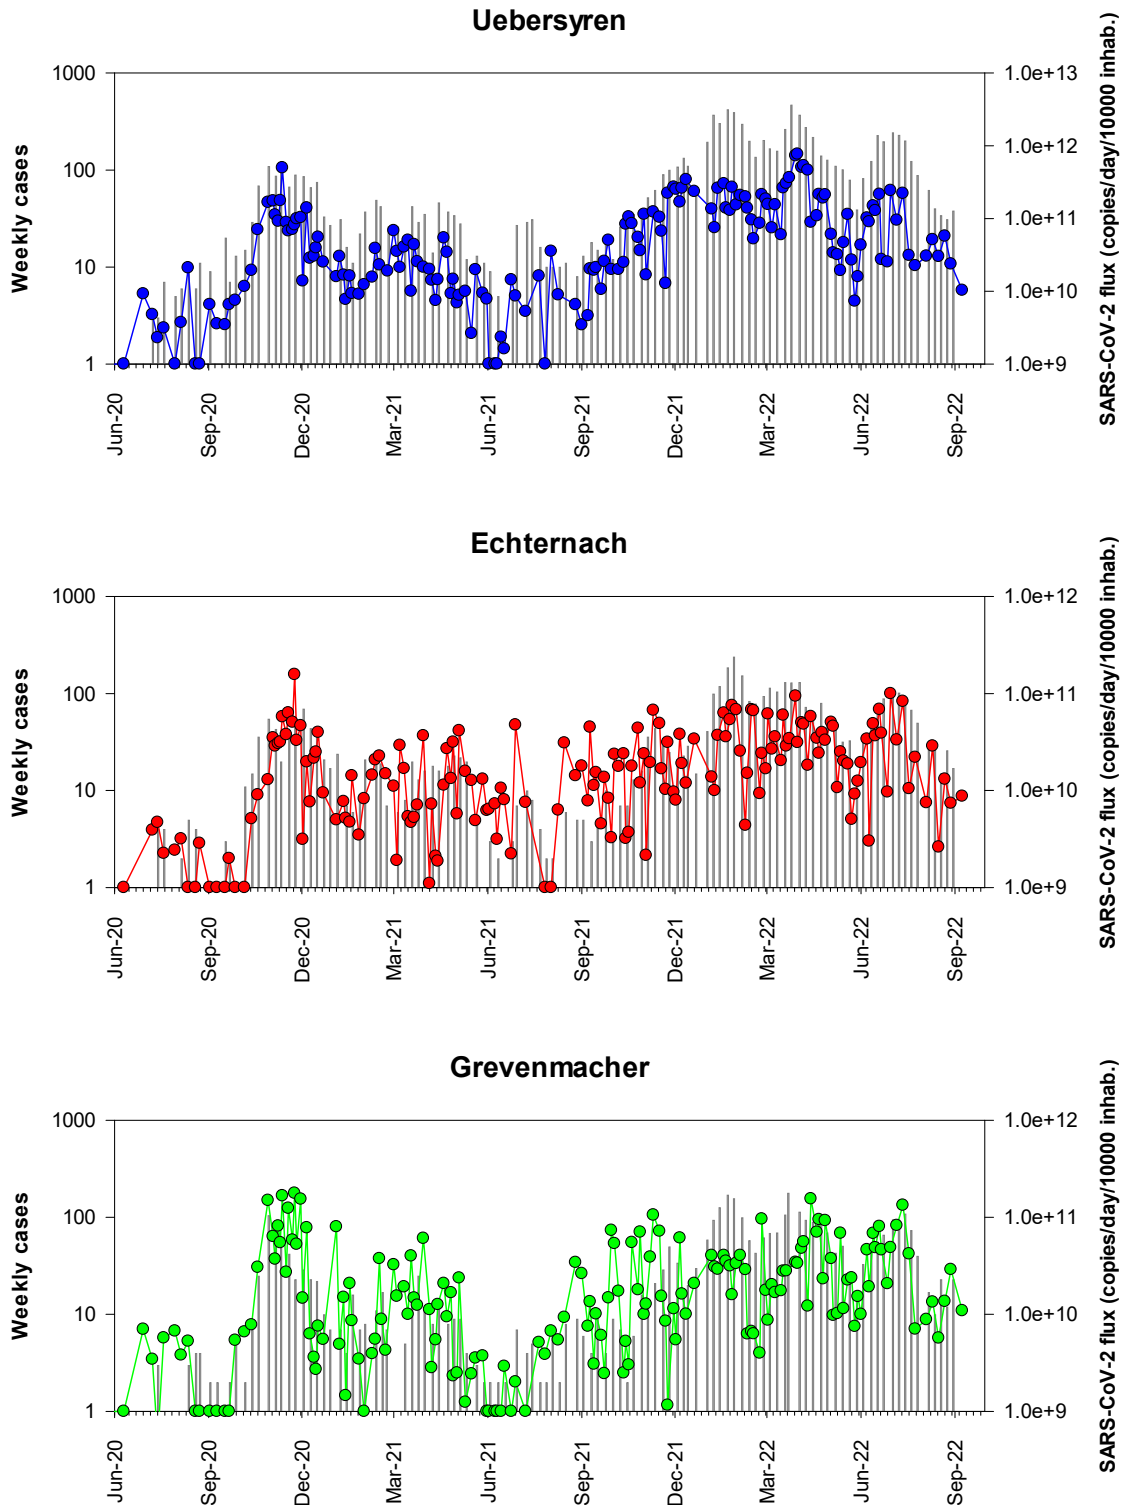 Uebersyren
1000
100
10
1
Weekly cases
1.0e+13
1.0e+12
1.0e+11
1.0e+10
1.0e+9
SARS-CoV-2 flux (copies/day/10000 inhab.)
Jun-20
Sep-20
Dec-20
Mar-21
Jun-21
Sep-21
Dec-21
Mar-22
Jun-22
Sep-22
Echternach
1000
100
10
1
Weekly cases
1.0e+12
1.0e+11
1.0e+10
1.0e+9
SARS-CoV-2 flux (copies/day/10000 inhab.)
Jun-20
Sep-20
Dec-20
Mar-21
Jun-21
Sep-21
Dec-21
Mar-22
Jun-22
Sep-22
Grevenmacher
1000
100
10
1
Weekly cases
1.0e+12
1.0e+11
1.0e+10
1.0e+9
SARS-CoV-2 flux (copies/day/10000 inhab.)
Jun-20
Sep-20
Dec-20
Mar-21
Jun-21
Sep-21
Dec-21
Mar-22
Jun-22
Sep-22